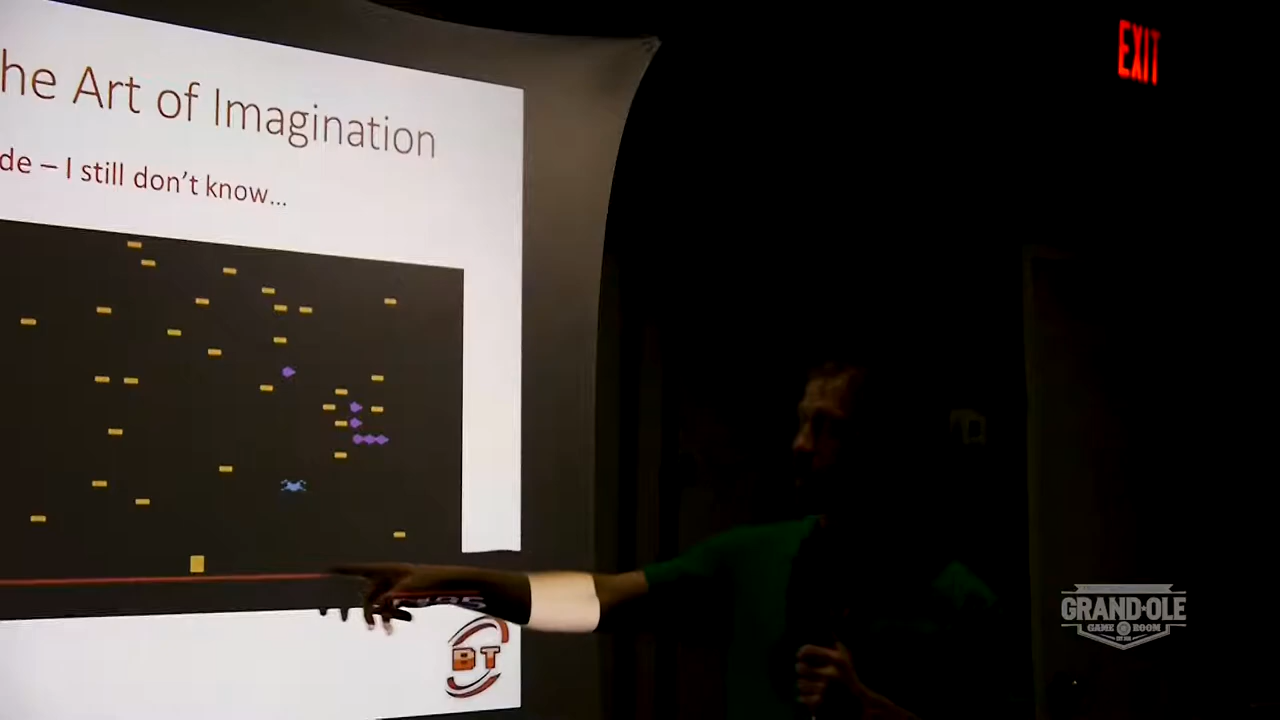 he Art of Imagination
de – I still don't know...
EXIT
BT
GRAND·OLE
GAME ROOM